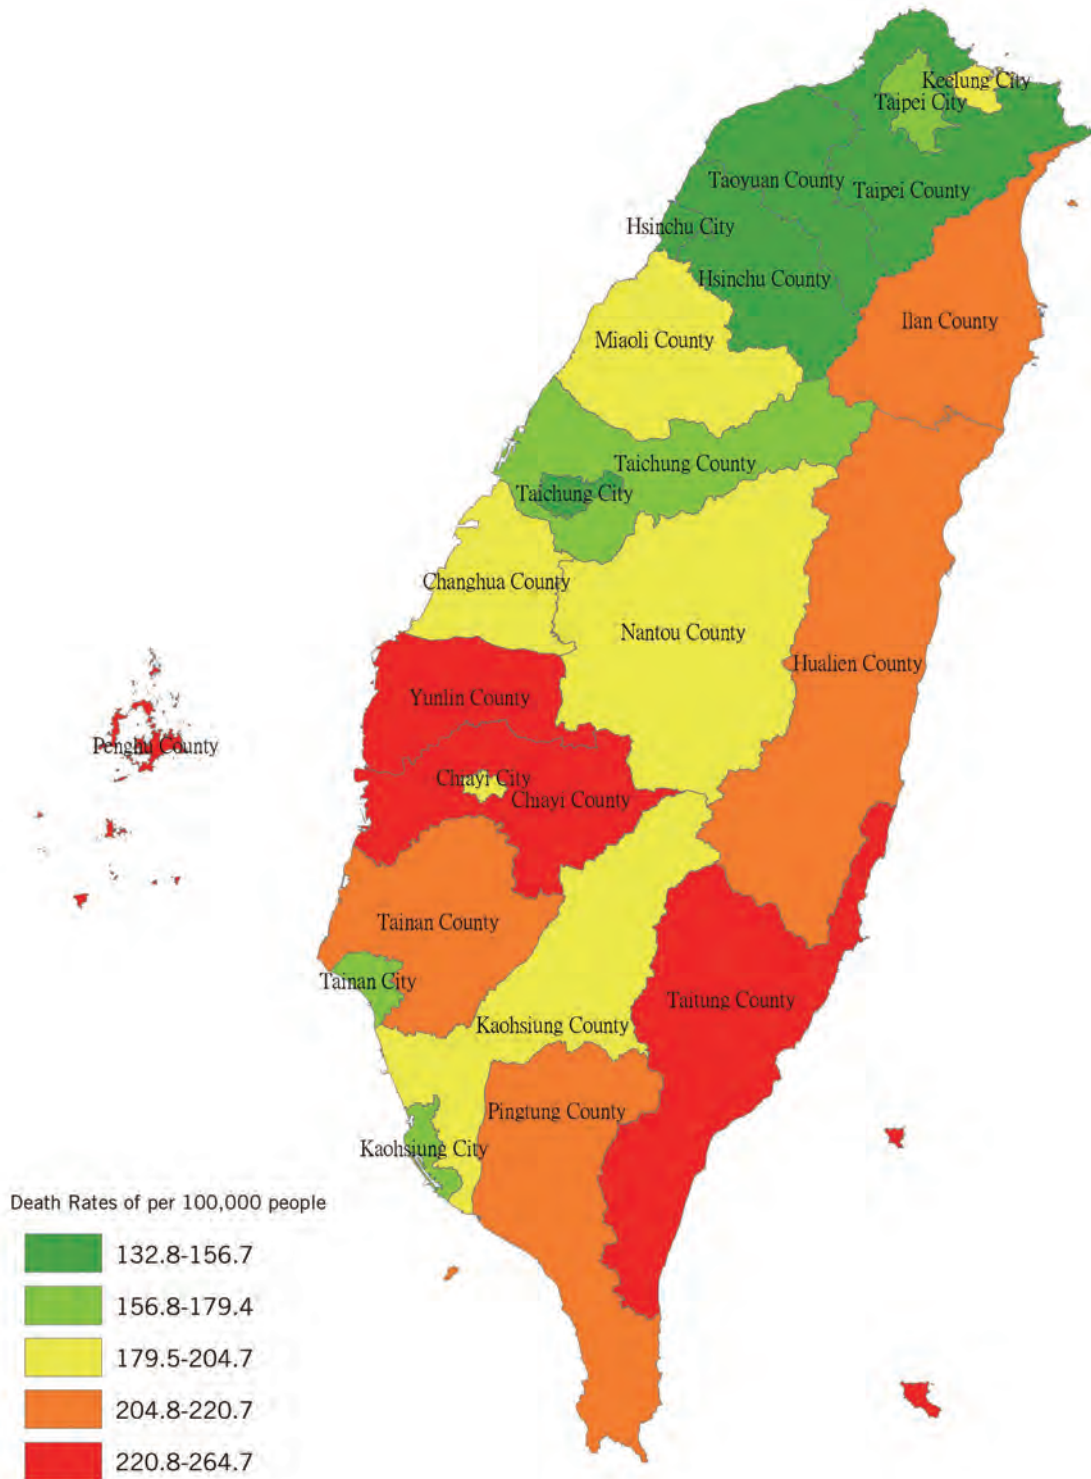 Keelung City
Taipei City
Taoyuan County
Taipei County
Hsinchu City
Hsinchu County
Ilan County
Miaoli County
Taichung County
Taichung City
Changhua County
Nantou County
Hualien County
Yunlin County
Penghu County
Chiayi City
Chiayi County
Tainan County
Tainan City
Taitung County
Kaohsiung County
Pingtung County
Kaohsiung City
Death Rates of per 100,000 people
132.8-156.7
156.8-179.4
179.5-204.7
204.8-220.7
220.8-264.7